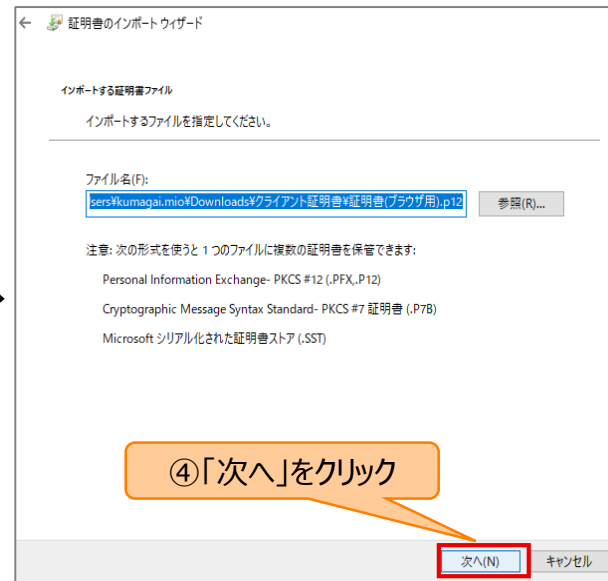 証明書のインポート ウィザード
インポートする証明書ファイル
インポートするファイルを指定してください。
ファイル名(F):
sers¥kumagai.mio¥Downloads¥クライアント証明書¥証明書(ブラウザ用).p12
参照(R)...
注意: 次の形式を使うと 1 つのファイルに複数の証明書を保管できます:
Personal Information Exchange- PKCS #12 (.PFX,.P12)
Cryptographic Message Syntax Standard- PKCS #7 証明書 (.P7B)
Microsoft シリアル化された証明書ストア (.SST)
④「次へ」をクリック
次へ(N) キャンセル